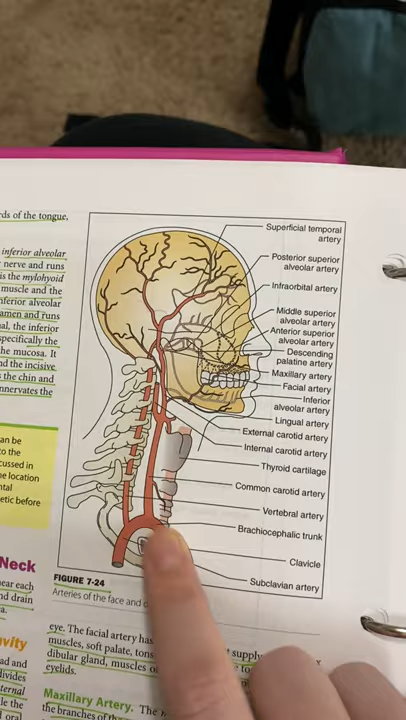 rds of the tongue,
inferior alveolar
nerve and runs
is the mylohyoid
muscle and the
nferior alveolar
amen and runs
nal, the inferior
specifically the
he mucosa. It
nd the incisive
s the chin and
nnervates the
an be
to the
cussed in
he location
ntal
etic before
Neck
near each
nd drain
a.
vity
ad and
divides
xternal
le the
d oral
Superficial temporal
artery
Posterior superior
alveolar artery
Infraorbital artery
Middle superior
alveolar artery
Anterior superior
alveolar artery
Descending
palatine artery
Maxillary artery
Facial artery
Inferior
alveolar artery
Lingual artery
External carotid artery
Internal carotid artery
Thyroid cartilage
Common carotid artery
Vertebral artery
Brachiocephalic trunk
Clavicle
Subclavian artery
FIGURE 7-24
Arteries of the face and
eye. The facial artery has
muscles, soft palate, tons
supply
dibular gland, muscles o
eyelids.
Maxillary Artery. The
the branches of the